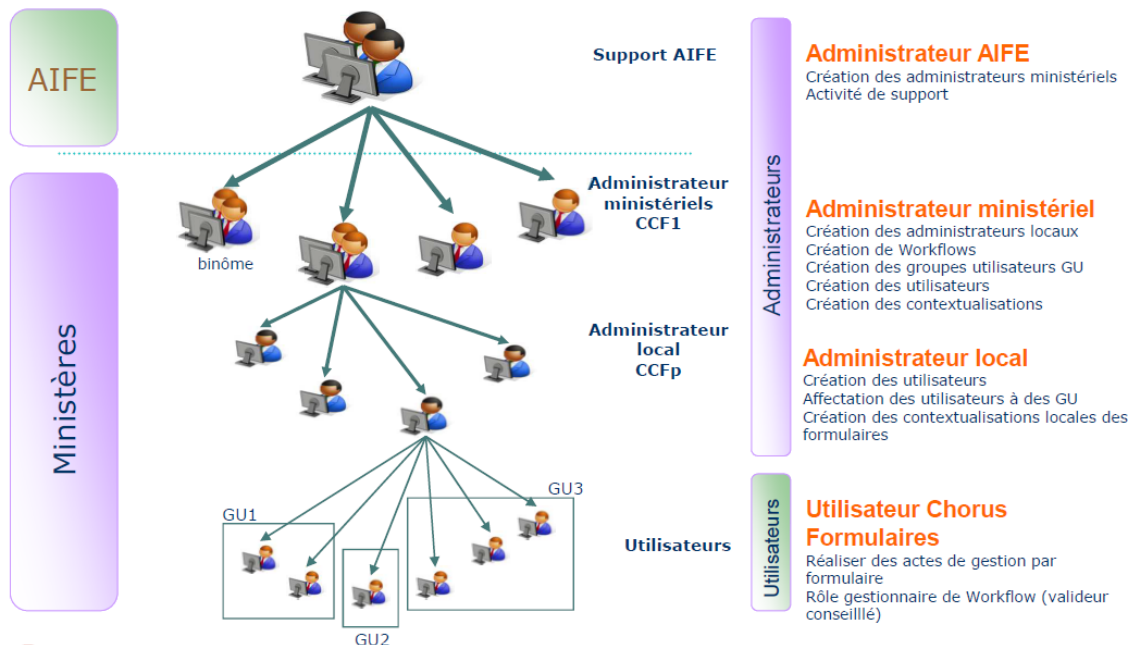 AIFE
Support AIFE
Administrateur
ministériels
CCF1
binôme
Ministères
Administrateur
local
CCFp
GU1
GU3
GU2
Utilisateurs
Administrateurs
Administrateur AIFE
Création des administrateurs ministériels
Activité de support
Administrateur ministériel
Création des administrateurs locaux
Création de Workflows
Création des groupes utilisateurs GU
Création des utilisateurs
Création des contextualisations
Administrateur local
Création des utilisateurs
Affectation des utilisateurs à des GU
Création des contextualisations locales des
formulaires
Utilisateurs
Utilisateur Chorus
Formulaires
Réaliser des actes de gestion par
formulaire
Rôle gestionnaire de Workflow (valideur
conseilllé)